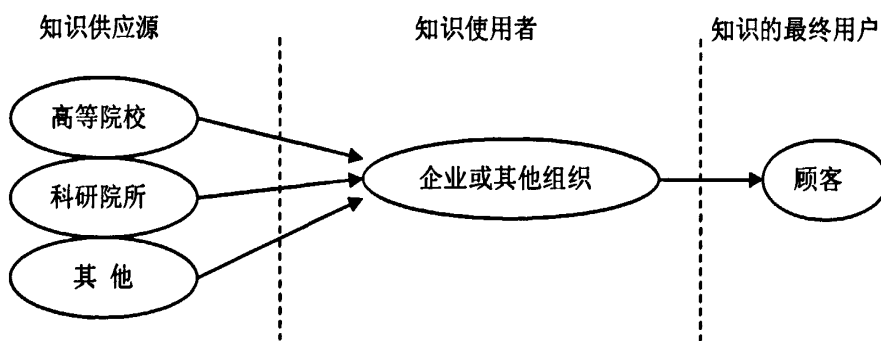 知识供应源
知识使用者
知识的最终用户
高等院校
科研院所
其 他
企业或其他组织
顾客